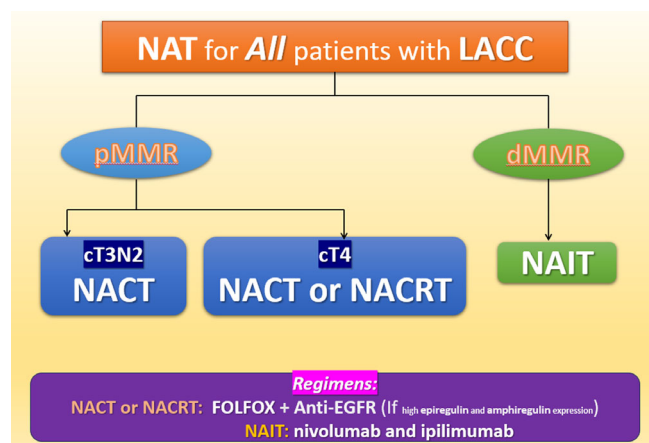 NAT for All patients with LACC
pMMR
dMMR
cT3N2
NACT
cT4
NACT or NACRT
NAIT
Regimens:
NACT or NACRT: FOLFOX + Anti-EGFR (If high epiregulin and amphiregulin expression)
NAIT: nivolumab and ipilimumab